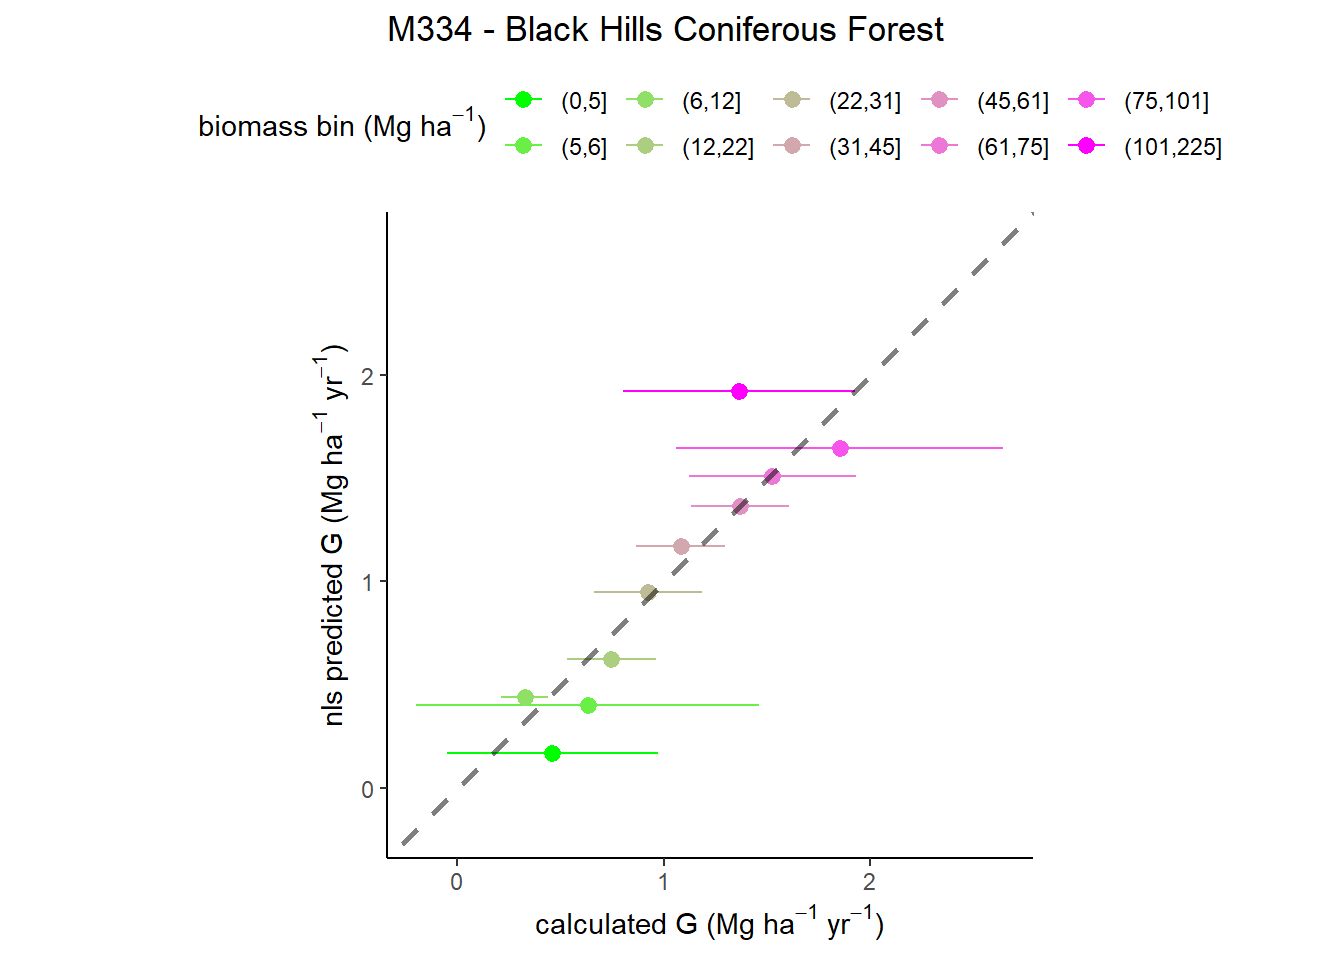 M334 - Black Hills Coniferous Forest
biomass bin (Mg ha⁻¹)
(0,5] (6,12] (22,31] (45,61] (75,101]
(5,6] (12,22] (31,45] (61,75] (101,225]
nls predicted G (Mg ha⁻¹ yr⁻¹)
2
1
0
0 1 2
calculated G (Mg ha⁻¹ yr⁻¹)